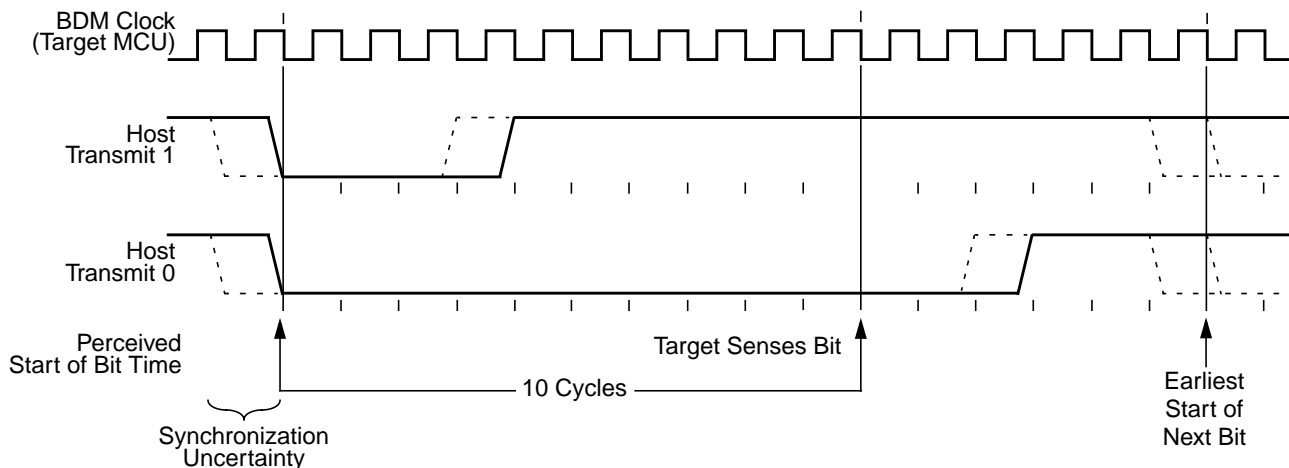 BDM Clock
(Target MCU)
Host
Transmit 1
Host
Transmit 0
Perceived
Start of Bit Time
Target Senses Bit
10 Cycles
Earliest
Start of
Next Bit
Synchronization
Uncertainty